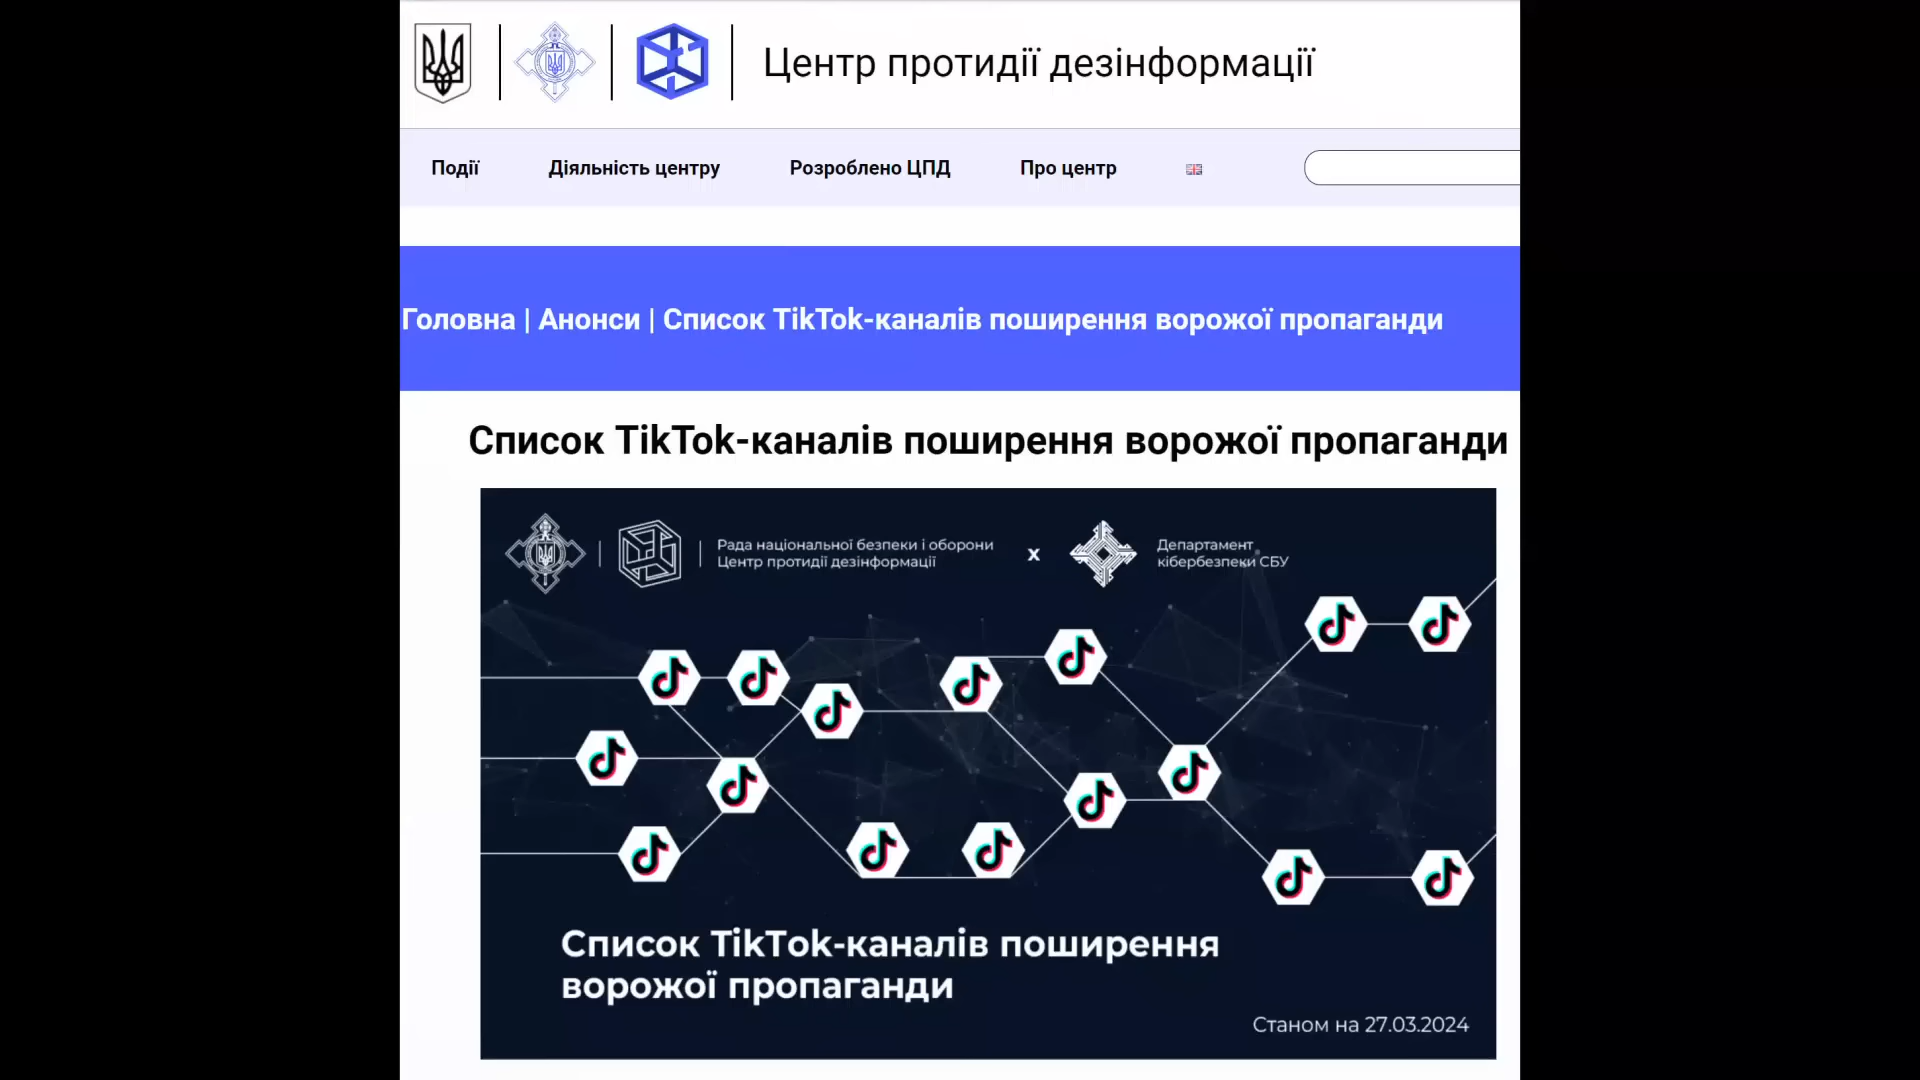 Центр протидії дезінформації
Події Діяльність центру Розроблено ЦПД Про центр
Головна | Анонси | Список TikTok-каналів поширення ворожої пропаганди
Список TikTok-каналів поширення ворожої пропаганди
Рада національної безпеки і оборони
Центр протидії дезінформації
x
Департамент
кібербезпеки СБУ
Список TikTok-каналів поширення
ворожої пропаганди
Станом на 27.03.2024